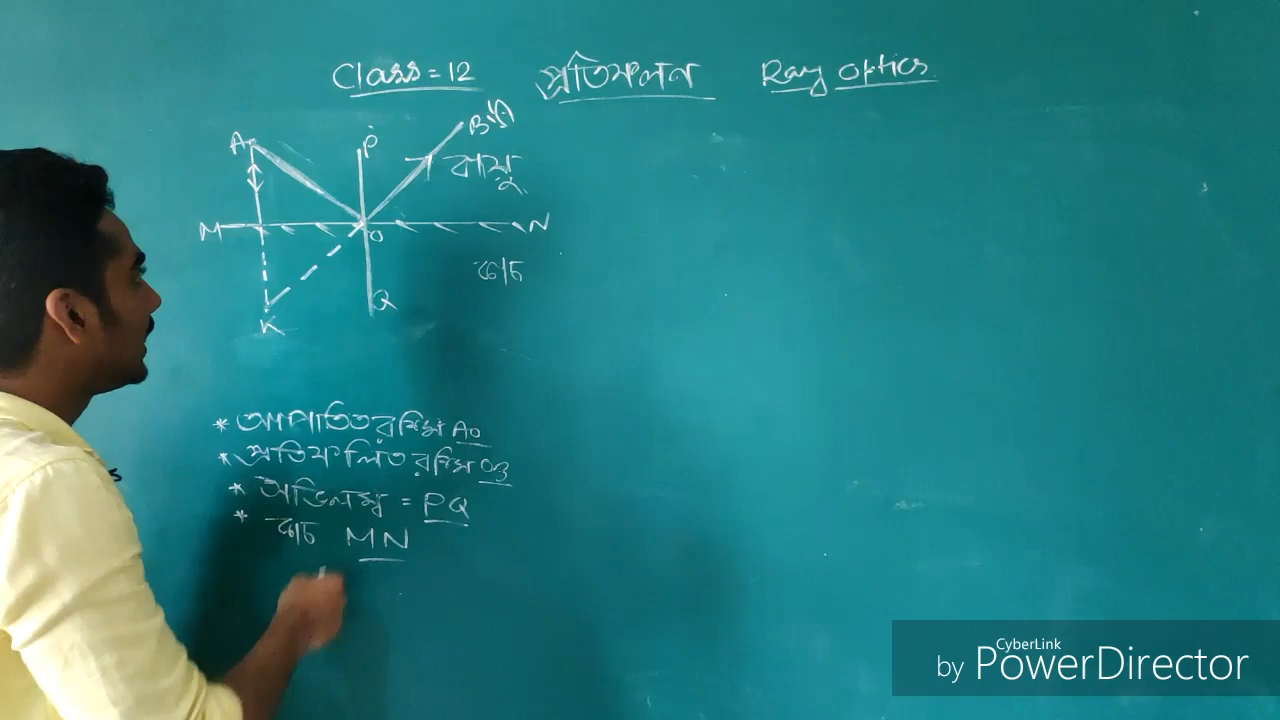 Class = 12 প্রতিফলন Ray optics
A P B
বায়ু
M O N
কাচ
K Q
* আপাতিত রশ্মি AO
* প্রতিফলিত রশ্মি OB
* অভিলম্ব = PQ
* কাচ MN
CyberLink
by PowerDirector